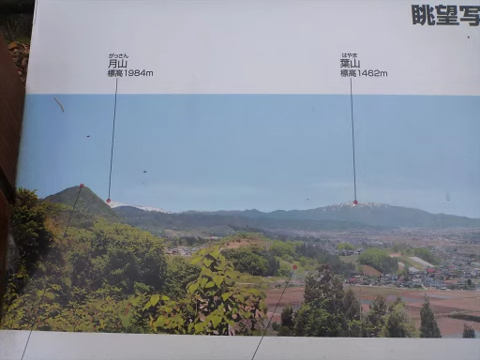 眺望写
がっさん
月山
標高1984m
はやま
葉山
標高1462m